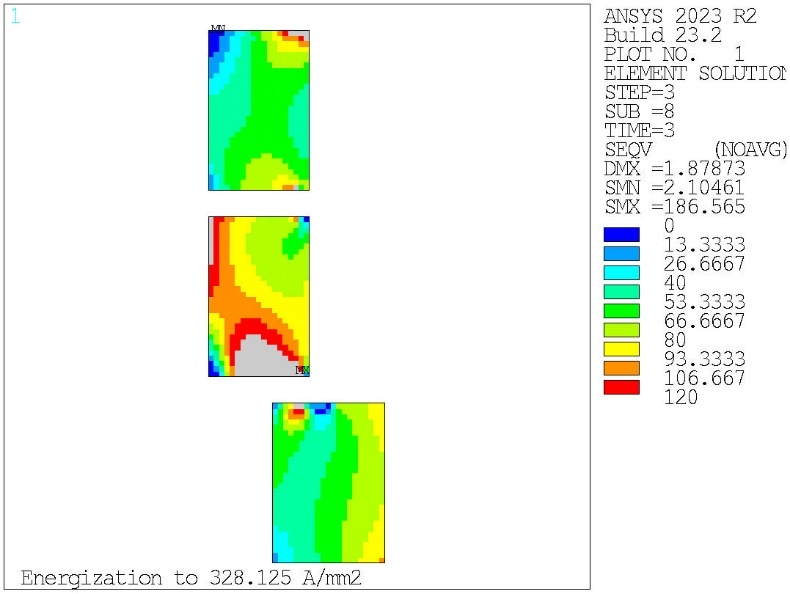 1
MN
ANSYS 2023 R2
Build 23.2
PLOT NO. 1
ELEMENT SOLUTION
STEP=3
SUB =8
TIME=3
SEQV (NOAVG)
DMX =1.87873
SMN =2.10461
SMX =186.565
0
13.3333
26.6667
40
53.3333
66.6667
80
93.3333
106.667
120
MX
Energization to 328.125 A/mm2